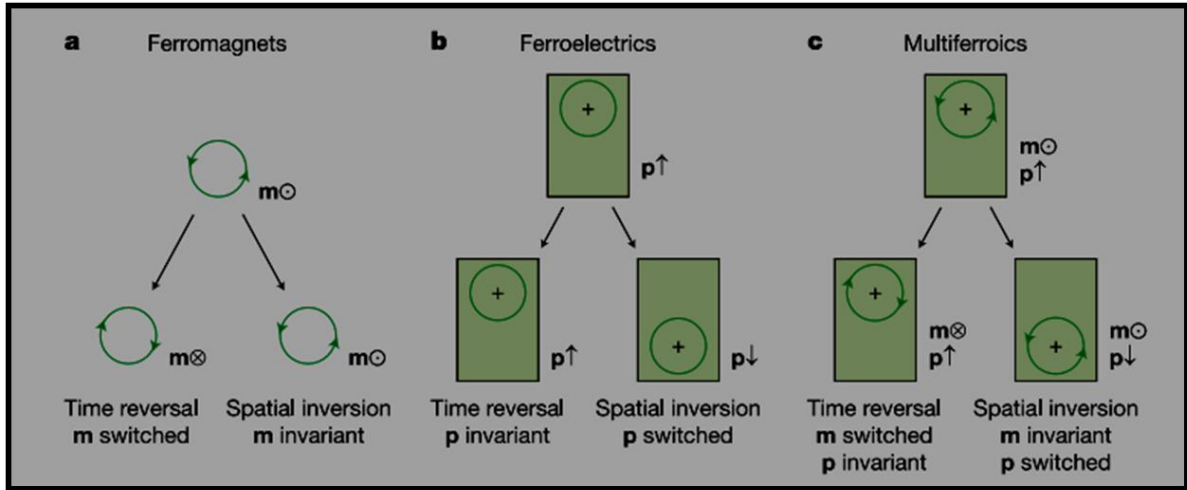 a Ferromagnets
m⊙
m⊗
m⊙
Time reversal
m switched
Spatial inversion
m invariant
b Ferroelectrics
+
p↑
+
p↑
+
p↓
Time reversal
p invariant
Spatial inversion
p switched
c Multiferroics
+
m⊙
p↑
+
m⊗
p↑
+
m⊙
p↓
Time reversal
m switched
p invariant
Spatial inversion
m invariant
p switched